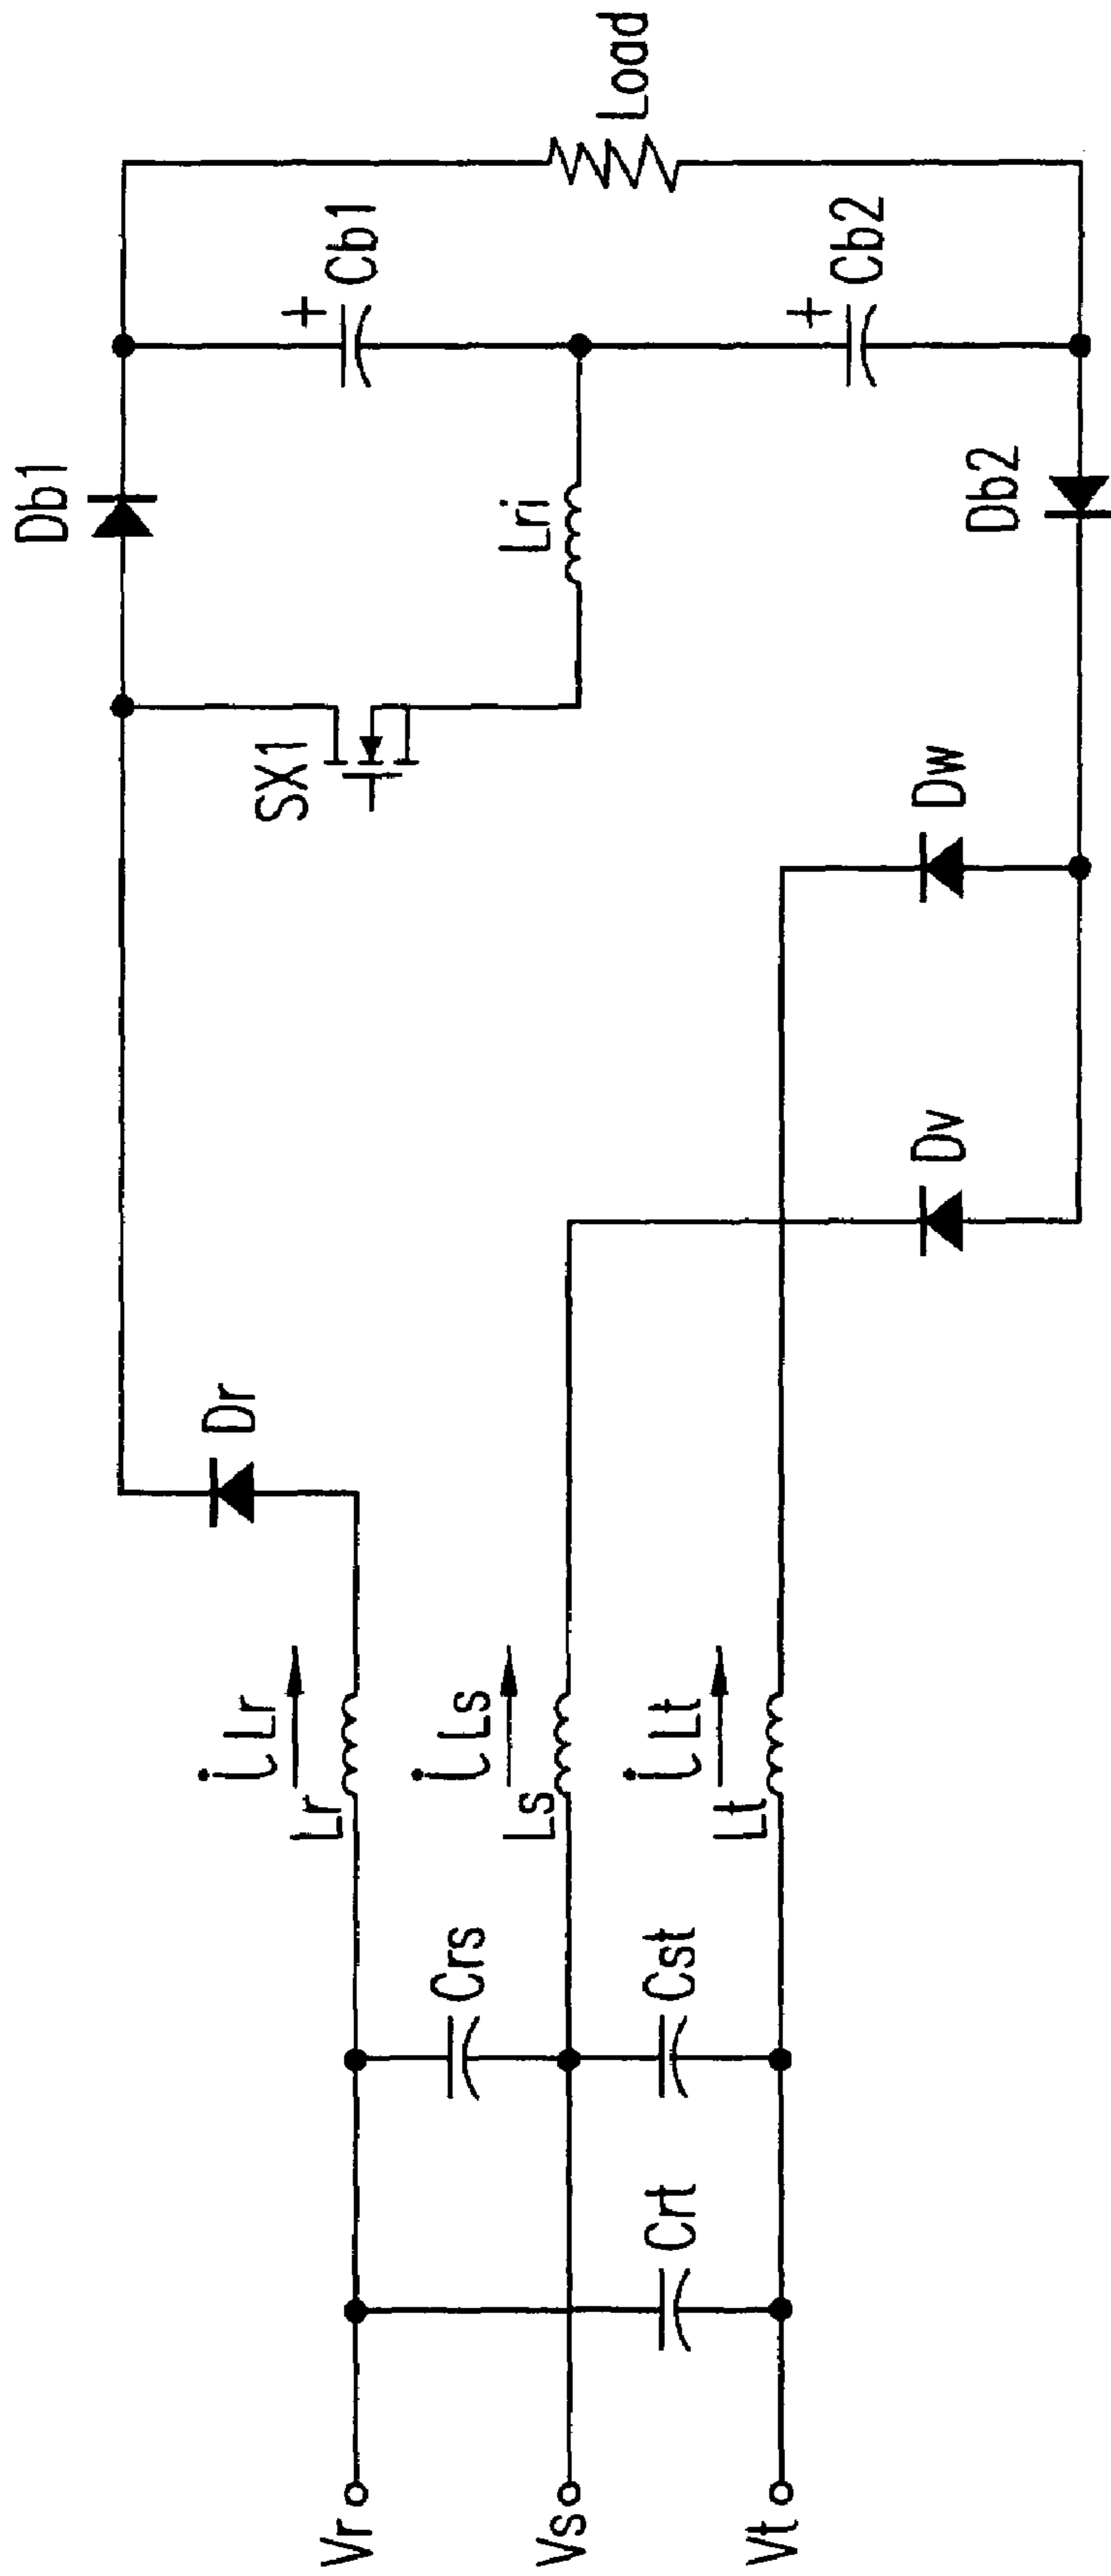 Db1
Load
Cb1
SX1
Lri
Dr
Cb2
iLr
Lr
Db2
Dw
Dv
Vr
Crs
iLs
Ls
Vs
Crt
Cst
iLt
Lt
Vt
+
+